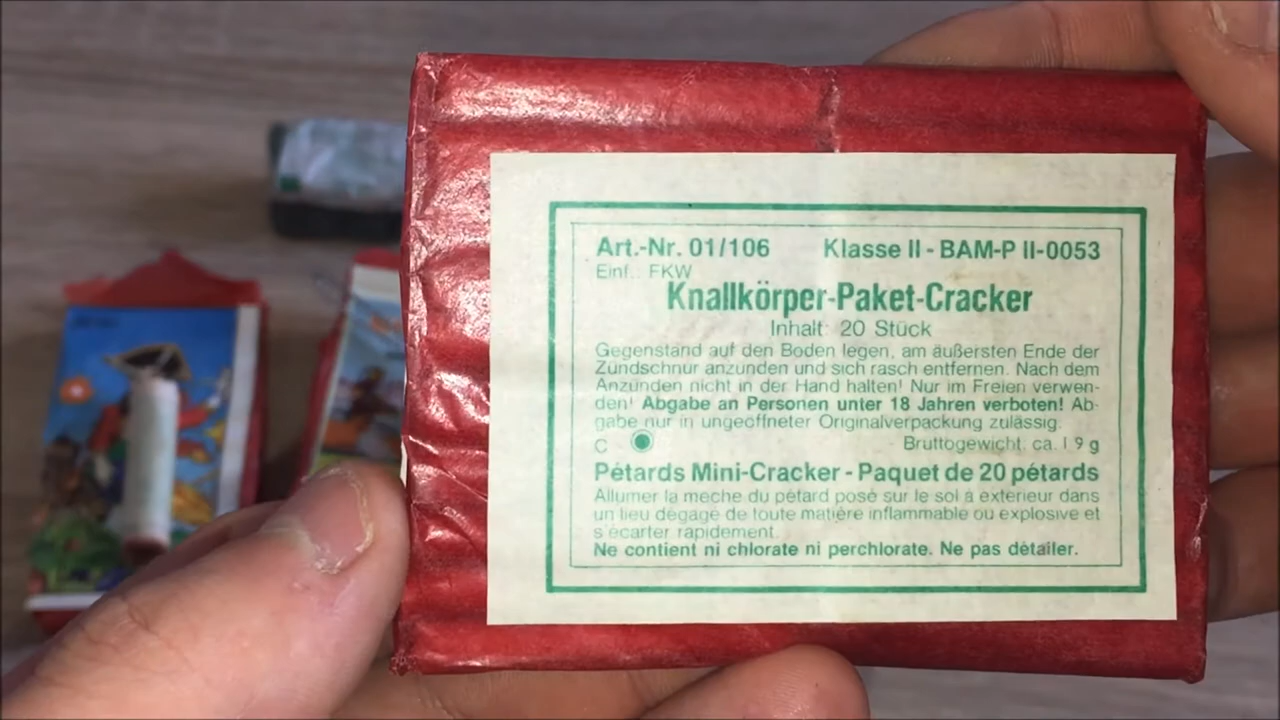 Art.-Nr. 01/106 Klasse II - BAM-P II-0053
Einf.: FKW
Knallkörper-Paket-Cracker
Inhalt: 20 Stück
Gegenstand auf den Boden legen, am äußersten Ende der
Zündschnur anzünden und sich rasch entfernen. Nach dem
Anzünden nicht in der Hand halten! Nur im Freien verwen-
den! Abgabe an Personen unter 18 Jahren verboten! Ab-
gabe nur in ungeöffneter Originalverpackung zulässig.
C Bruttogewicht: ca. 19 g
Pétards Mini-Cracker - Paquet de 20 pétards
Allumer la meche du pétard posé sur le sol à exterieur dans
un lieu dégagé de toute matière inflammable ou explosive et
s'écarter rapidement.
Ne contient ni chlorate ni perchlorate. Ne pas détailer.